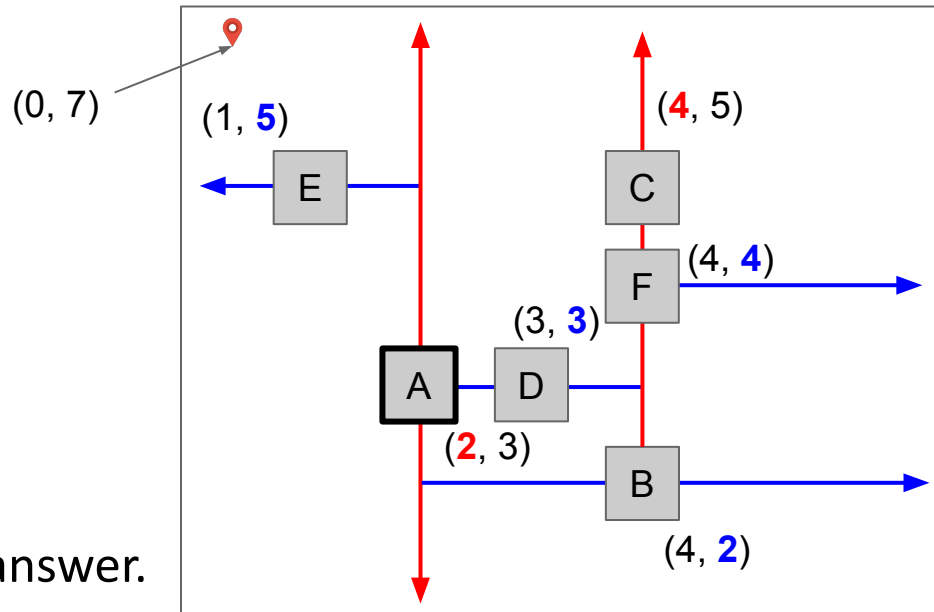 (0, 7)
(1, 5)
(4, 5)
E
C
F
(4, 4)
(3, 3)
A
D
(2, 3)
B
(4, 2)
answer.